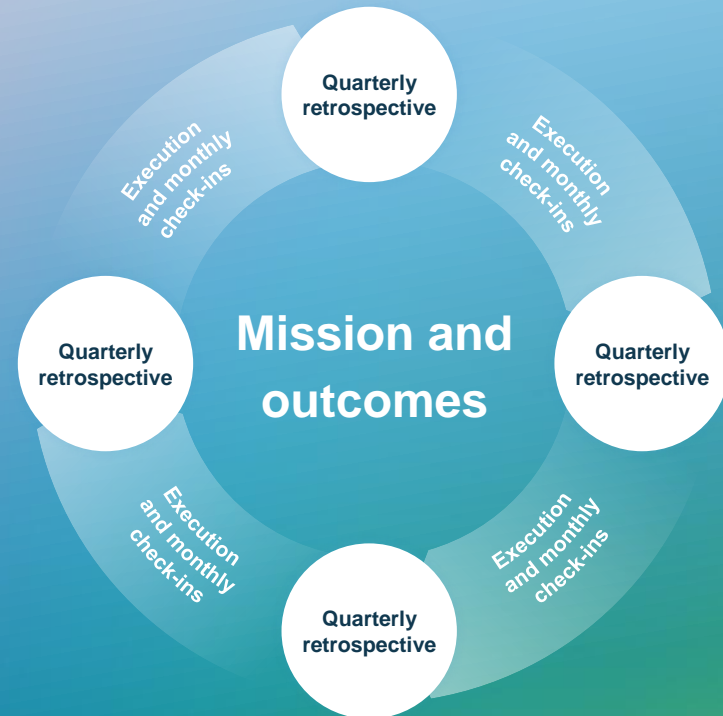 Quarterly
retrospective
Execution
and monthly
check-ins
Execution
and monthly
check-ins
Quarterly
retrospective
Mission and
outcomes
Quarterly
retrospective
Execution
and monthly
check-ins
Execution
and monthly
check-ins
Quarterly
retrospective